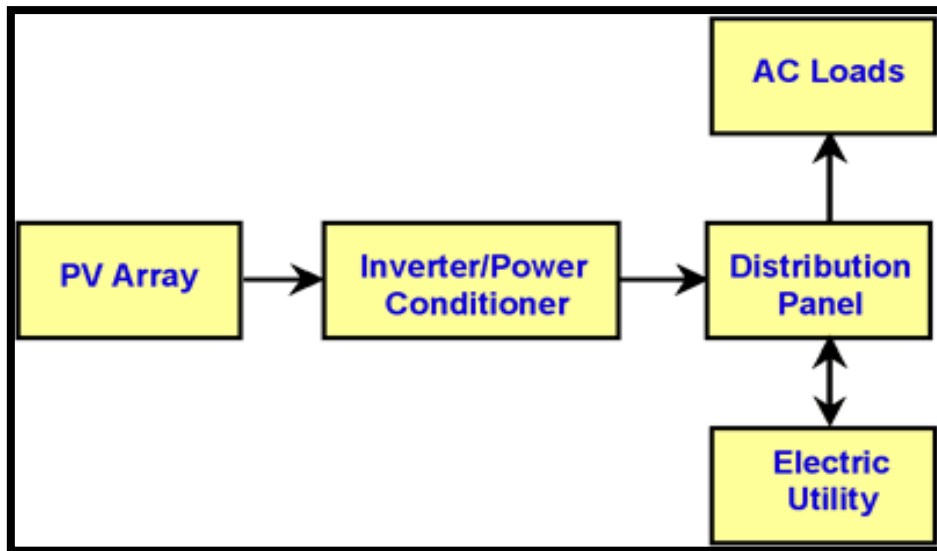 AC Loads
PV Array
Inverter/Power
Conditioner
Distribution
Panel
Electric
Utility